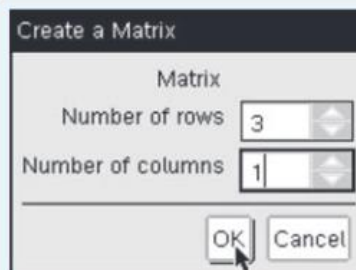 Create a Matrix
Matrix
Number of rows 3
Number of columns 1
OK Cancel